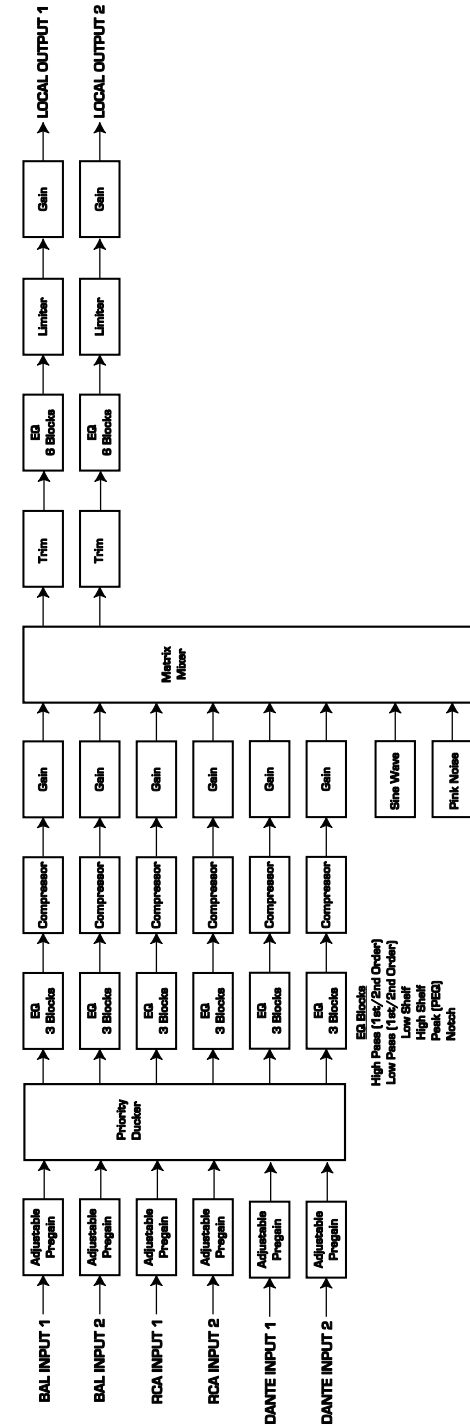 BAL INPUT 1
Adjustable
Pregain
EQ
3 Blocks
Compressor
Gain
Trim
EQ
6 Blocks
Limiter
Gain
LOCAL OUTPUT 1
BAL INPUT 2
Adjustable
Pregain
EQ
3 Blocks
Compressor
Gain
Trim
EQ
6 Blocks
Limiter
Gain
LOCAL OUTPUT 2
Priority
Ducker
Matrix
Mixer
RCA INPUT 1
Adjustable
Pregain
EQ
3 Blocks
Compressor
Gain
RCA INPUT 2
Adjustable
Pregain
EQ
3 Blocks
Compressor
Gain
DANTE INPUT 1
Adjustable
Pregain
EQ
3 Blocks
Compressor
Gain
DANTE INPUT 2
Adjustable
Pregain
EQ
3 Blocks
Compressor
Gain
EQ Blocks
High Pass (1st/2nd Order)
Low Pass (1st/2nd Order)
Low Shelf
High Shelf
Peak (PEQ)
Notch
Sine Wave
Pink Noise